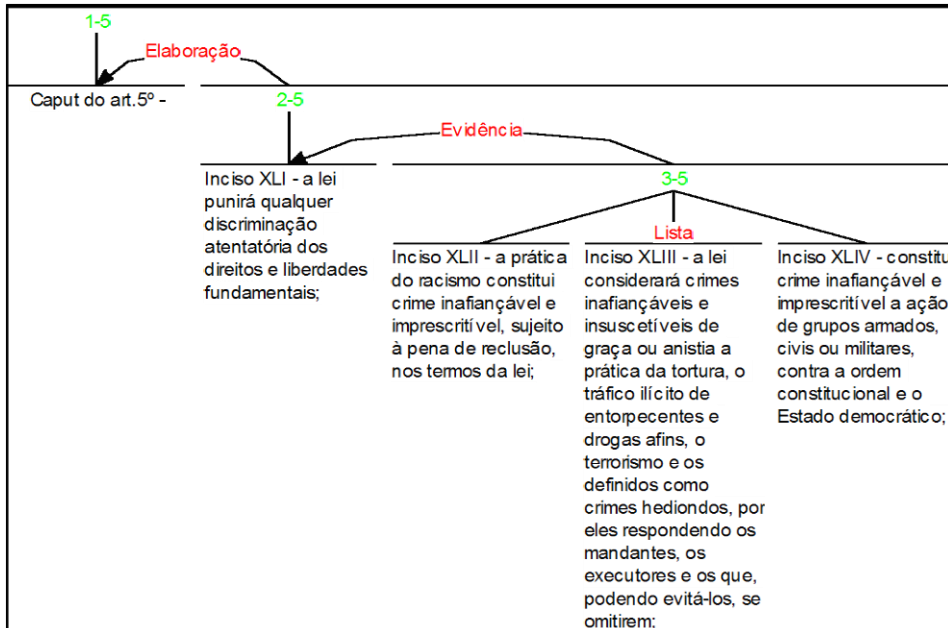 1-5
Elaboração
Caput do art.5º -
2-5
Evidência
Inciso XLI - a lei
punirá qualquer
discriminação
atentatória dos
direitos e liberdades
fundamentais;
3-5
Lista
Inciso XLII - a prática
do racismo constitui
crime inafiançável e
imprescritível, sujeito
à pena de reclusão,
nos termos da lei;
Inciso XLIII - a lei
considerará crimes
inafiançáveis e
insuscetíveis de
graça ou anistia a
prática da tortura, o
tráfico ilícito de
entorpecentes e
drogas afins, o
terrorismo e os
definidos como
crimes hediondos, por
eles respondendo os
mandantes, os
executores e os que,
podendo evitá-los, se
omitirem;
Inciso XLIV - constitu
crime inafiançável e
imprescritível a ação
de grupos armados,
civis ou militares,
contra a ordem
constitucional e o
Estado democrático;